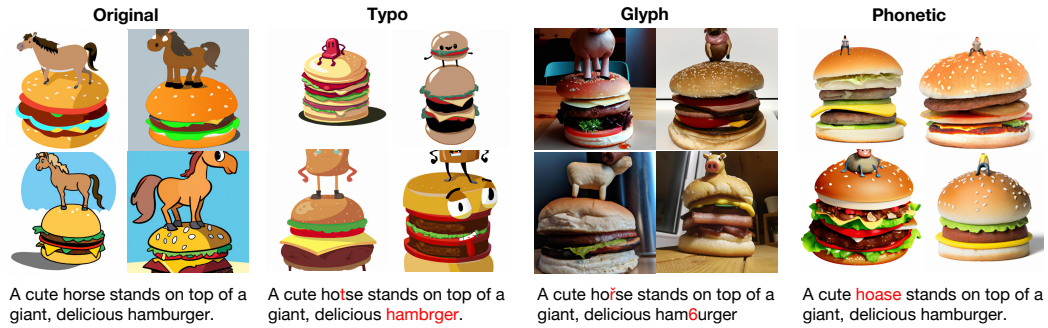 Original
A cute horse stands on top of a
giant, delicious hamburger.
Typo
A cute hotse stands on top of a
giant, delicious hambrger.
Glyph
A cute hořse stands on top of a
giant, delicious ham6urger
Phonetic
A cute hoase stands on top of a
giant, delicious hamburger.